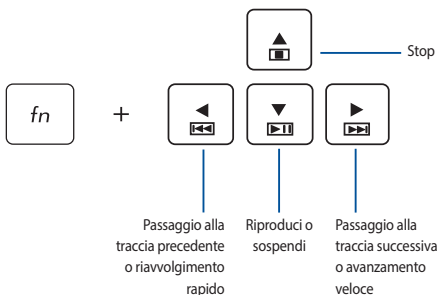 Stop
fn
+
Passaggio alla
traccia precedente
o riavvolgimento
rapido
Riproduci o
sospendi
Passaggio alla
traccia successiva
o avanzamento
veloce